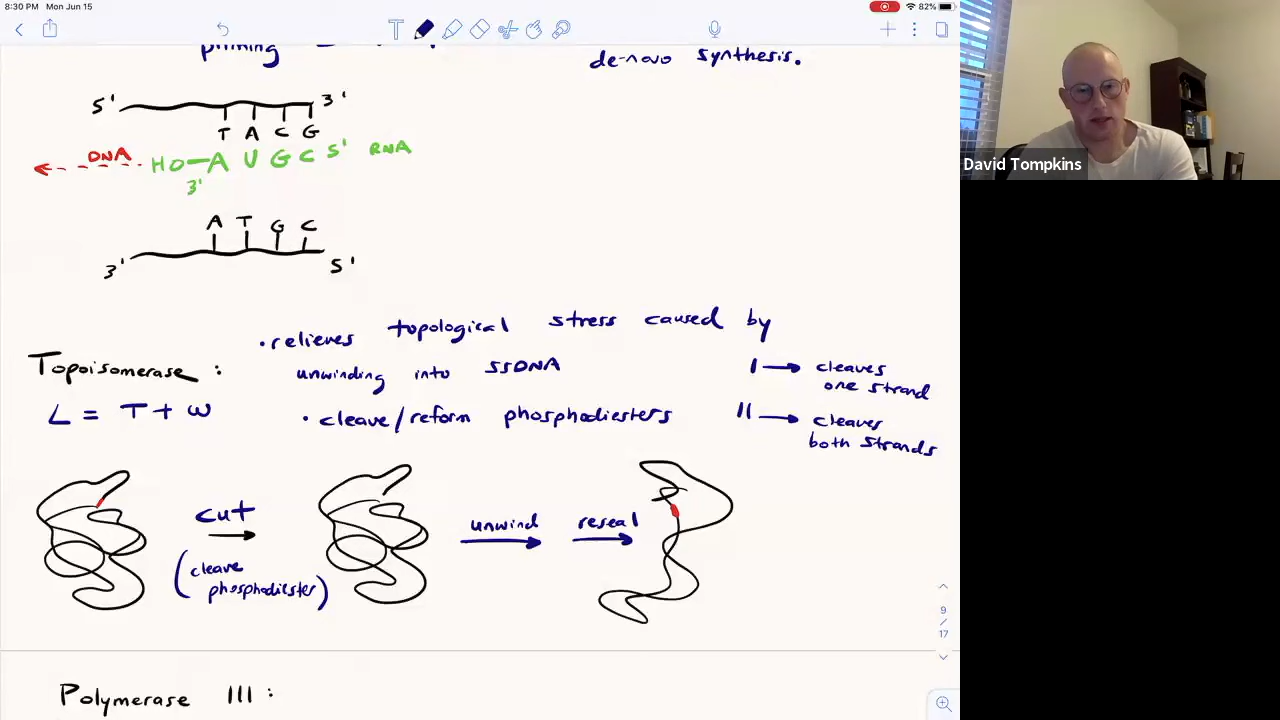 8:30 PM Mon Jun 15
82%
priming
de-novo synthesis.
5' 3'
T A C G
DNA HO-A U G C 5' RNA
3'
A T G C
3' 5'
• relieves topological stress caused by
unwinding into ssDNA
Topoisomerase :
L = T + ω
• cleave/reform phosphodiesters
I → cleaves
one strand
II → cleaves
both strands
cut
(cleave
phosphodiester)
unwind
reseal
9
/
17
Polymerase III :
David Tompkins